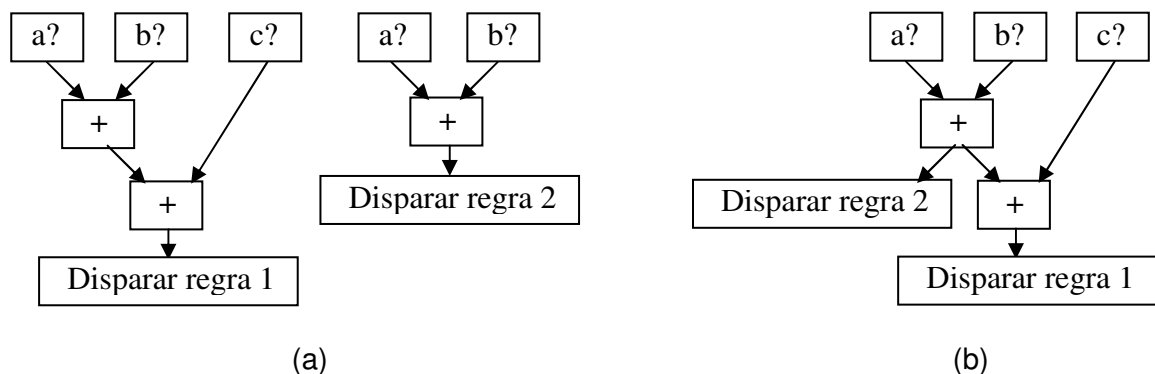 a? b? c? a? b? a? b? c?
+ + +
Disparar regra 2 Disparar regra 2
+ +
Disparar regra 1 Disparar regra 1
(a) (b)